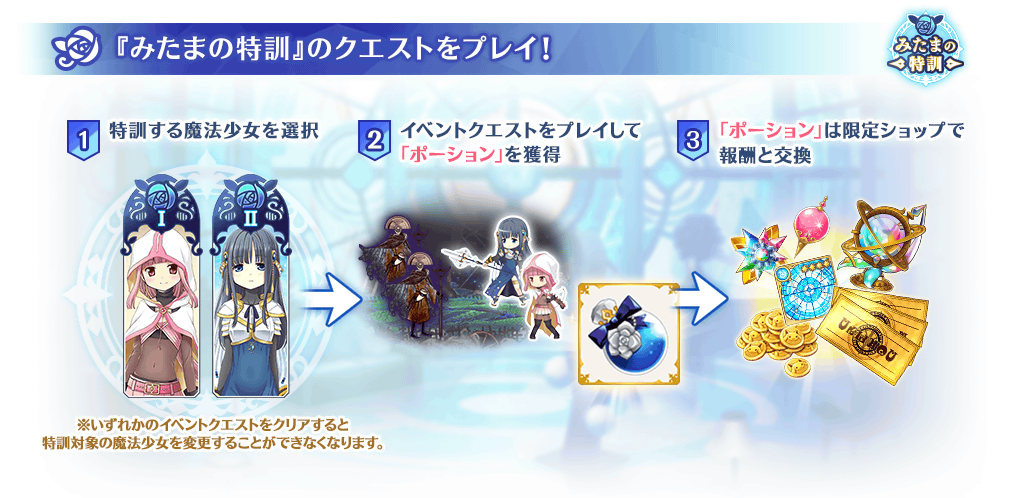 『みたまの特訓』のクエストをプレイ!
みたまの
特訓
1
特訓する魔法少女を選択
I
II
※いずれかのイベントクエストをクリアすると
特訓対象の魔法少女を変更することができなくなります。
2
イベントクエストをプレイして
「ポーション」を獲得
3
「ポーション」は限定ショップで
報酬と交換